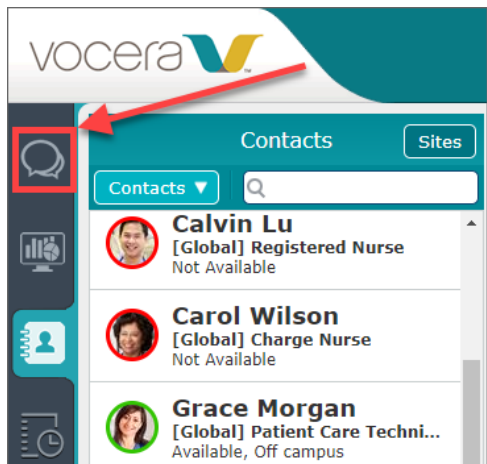 vocera
™
Contacts
Sites
Contacts ▼
Calvin Lu
[Global] Registered Nurse
Not Available
Carol Wilson
[Global] Charge Nurse
Not Available
Grace Morgan
[Global] Patient Care Techni...
Available, Off campus